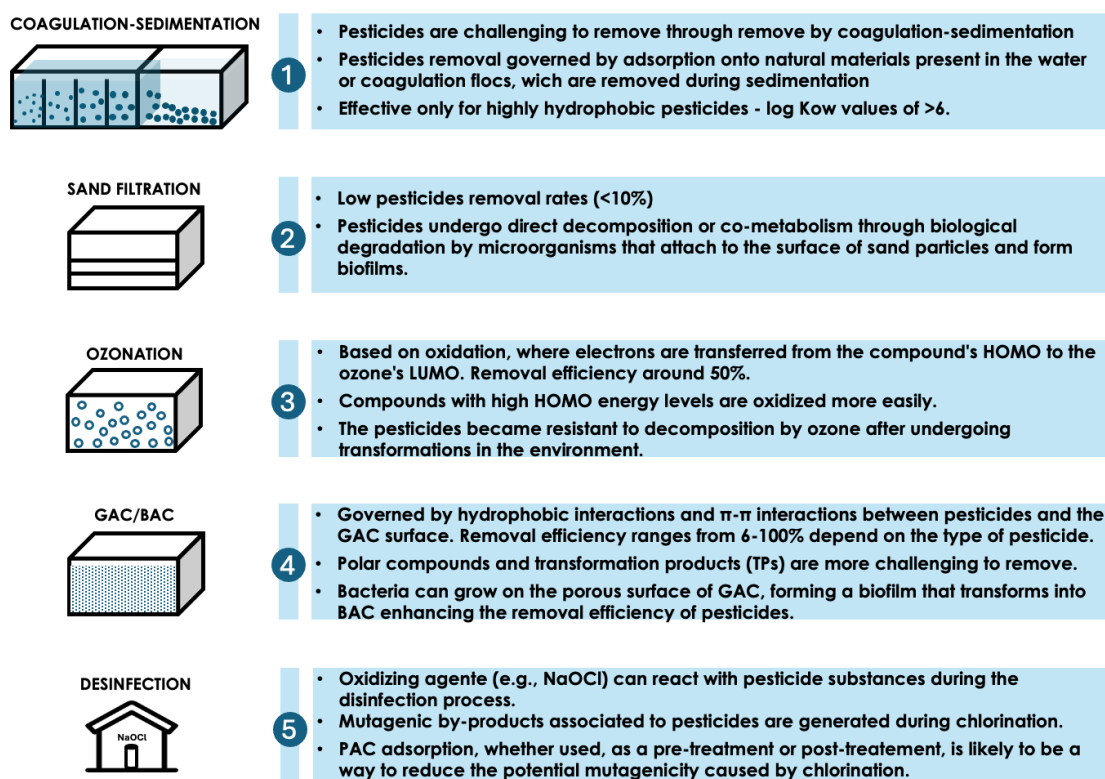 COAGULATION-SEDIMENTATION
1
• Pesticides are challenging to remove through remove by coagulation-sedimentation
• Pesticides removal governed by adsorption onto natural materials present in the water
or coagulation flocs, wich are removed during sedimentation
• Effective only for highly hydrophobic pesticides - log Kow values of >6.
SAND FILTRATION
2
• Low pesticides removal rates (<10%)
• Pesticides undergo direct decomposition or co-metabolism through biological
degradation by microorganisms that attach to the surface of sand particles and form
biofilms.
OZONATION
3
• Based on oxidation, where electrons are transferred from the compound's HOMO to the
ozone's LUMO. Removal efficiency around 50%.
• Compounds with high HOMO energy levels are oxidized more easily.
• The pesticides became resistant to decomposition by ozone after undergoing
transformations in the environment.
GAC/BAC
4
• Governed by hydrophobic interactions and π-π interactions between pesticides and the
GAC surface. Removal efficiency ranges from 6-100% depend on the type of pesticide.
• Polar compounds and transformation products (TPs) are more challenging to remove.
• Bacteria can grow on the porous surface of GAC, forming a biofilm that transforms into
BAC enhancing the removal efficiency of pesticides.
DESINFECTION
NaOCl
5
• Oxidizing agente (e.g., NaOCl) can react with pesticide substances during the
disinfection process.
• Mutagenic by-products associated to pesticides are generated during chlorination.
• PAC adsorption, whether used, as a pre-treatment or post-treatement, is likely to be a
way to reduce the potential mutagenicity caused by chlorination.